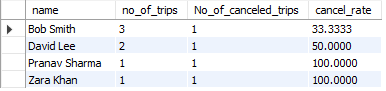 name no_of_trips No_of_canceled_trips cancel_rate
Bob Smith 3 1 33.3333
David Lee 2 1 50.0000
Pranav Sharma 1 1 100.0000
Zara Khan 1 1 100.0000